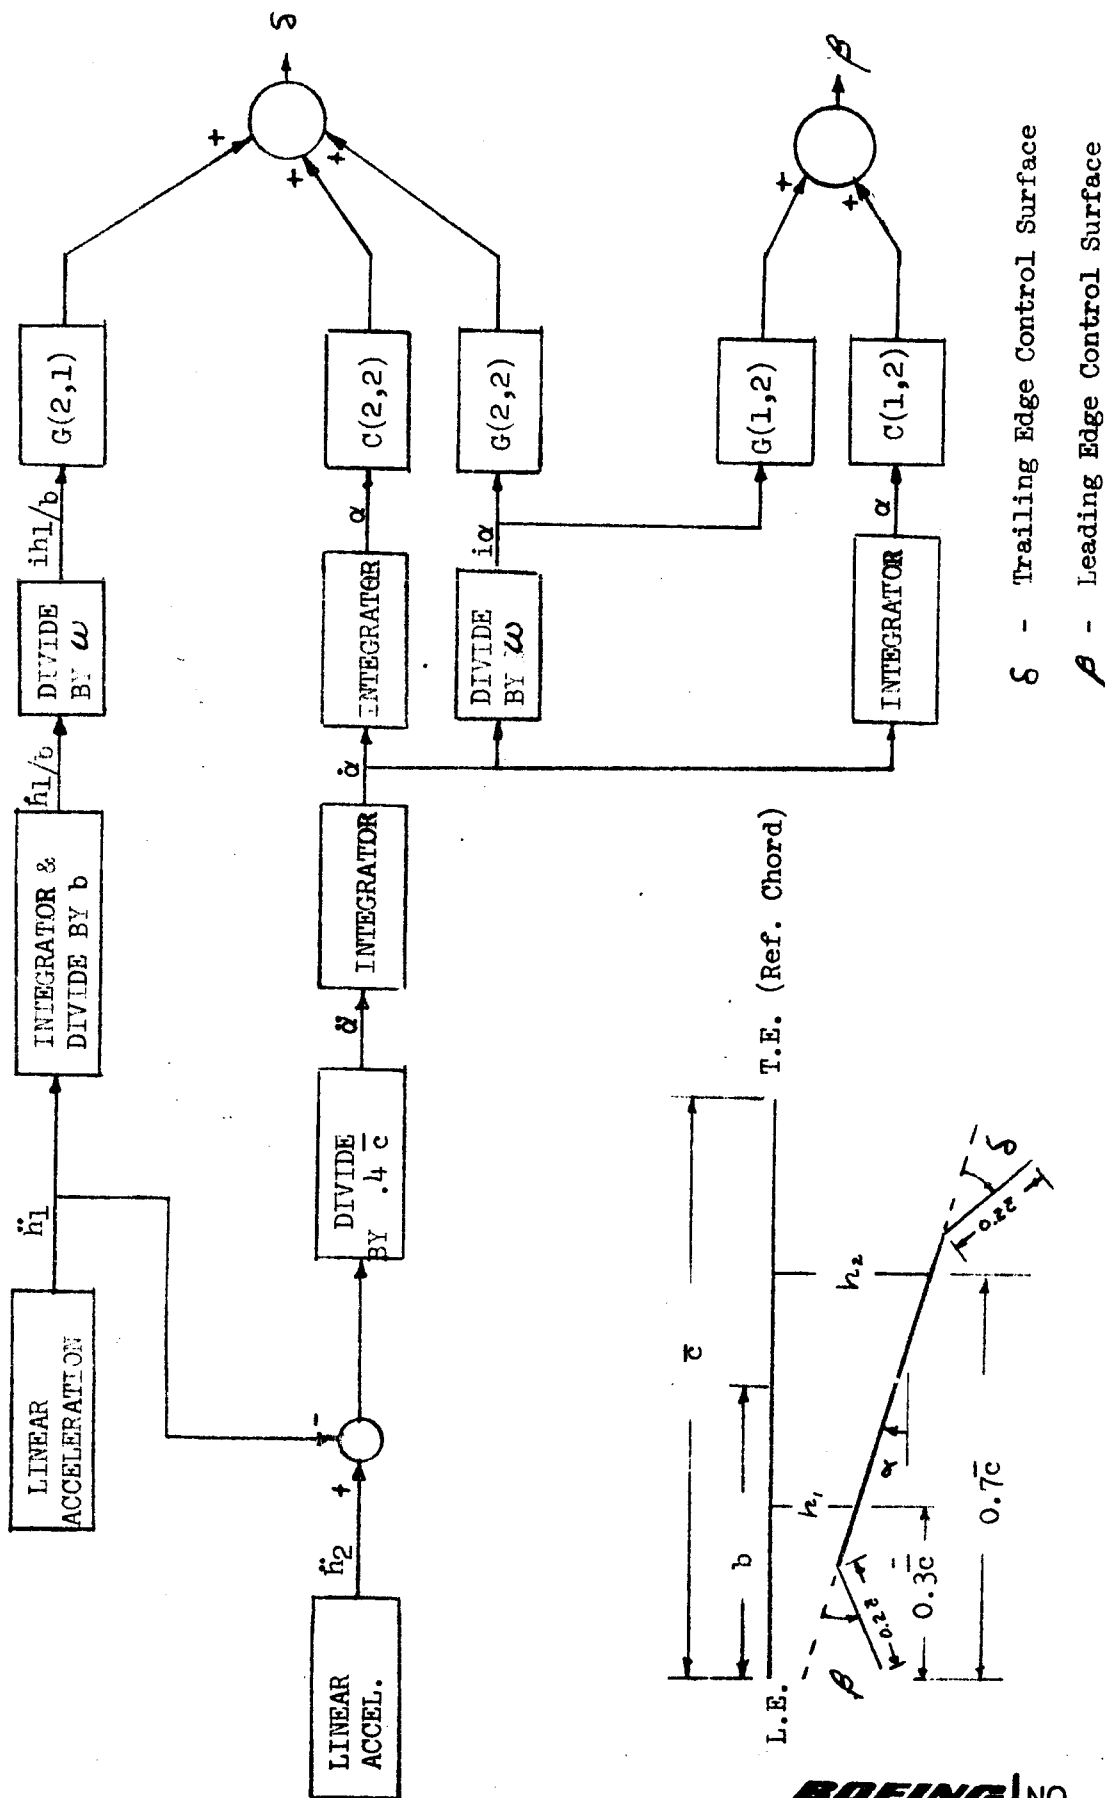 LINEAR
ACCELERATION
ḧ1
INTEGRATOR &
DIVIDE BY b
ḣ1/b
DIVIDE
BY ω
ih1/b
G(2,1)
+
δ
LINEAR
ACCEL.
ḧ2
+
-
DIVIDE
BY .4 c̄
α̈
INTEGRATOR
α̇
INTEGRATOR
α
C(2,2)
+
DIVIDE
BY ω
iα
G(2,2)
+
G(1,2)
+
β
INTEGRATOR
α
C(1,2)
+
c̄
b
L.E.
T.E. (Ref. Chord)
h₁
h₂
β
α
δ
0.2c̄
0.2c̄
0.3c̄
0.7c̄
δ - Trailing Edge Control Surface
β - Leading Edge Control Surface
BOEING NO.